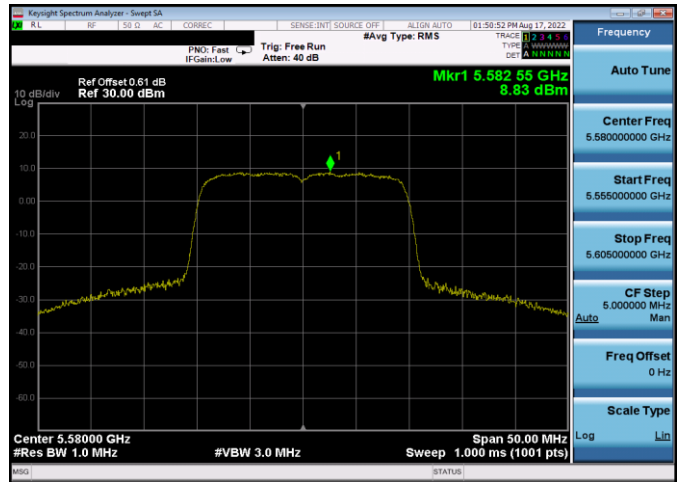 Keysight Spectrum Analyzer - Swept SA
RL RF 50 Ω AC CORREC SENSE:INT SOURCE OFF ALIGN AUTO 01:50:52 PM Aug 17, 2022
#Avg Type: RMS
TRACE 1 2 3 4 5 6
TYPE A WWWWW
DET A N N N N N
PNO: Fast
IFGain:Low
Trig: Free Run
Atten: 40 dB
Mkr1 5.582 55 GHz
8.83 dBm
Ref Offset 0.61 dB
10 dB/div Ref 30.00 dBm
Log
20.0
10.0
0.00
-10.0
-20.0
-30.0
-40.0
-50.0
-60.0
1
Center 5.58000 GHz
Span 50.00 MHz
#Res BW 1.0 MHz
#VBW 3.0 MHz
Sweep 1.000 ms (1001 pts)
MSG
STATUS
Frequency
Auto Tune
Center Freq
5.580000000 GHz
Start Freq
5.555000000 GHz
Stop Freq
5.605000000 GHz
CF Step
5.000000 MHz
Auto Man
Freq Offset
0 Hz
Scale Type
Log Lin